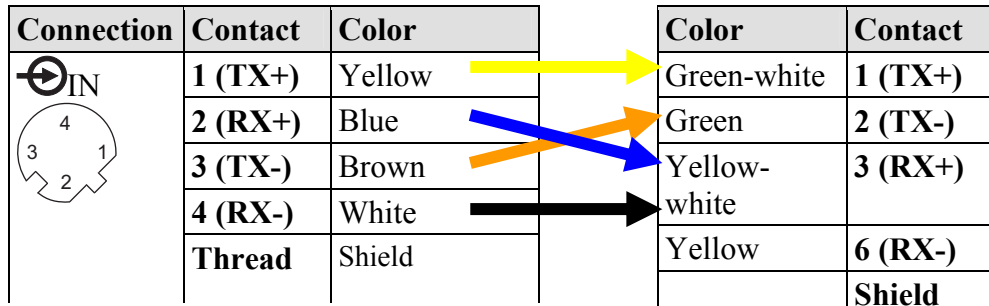 Connection Contact Color Color Contact
IN 1 (TX+) Yellow Green-white 1 (TX+)
4 2 (RX+) Blue Green 2 (TX-)
3 1 3 (TX-) Brown Yellow- 3 (RX+)
2 4 (RX-) White white
Thread Shield Yellow 6 (RX-)
Shield